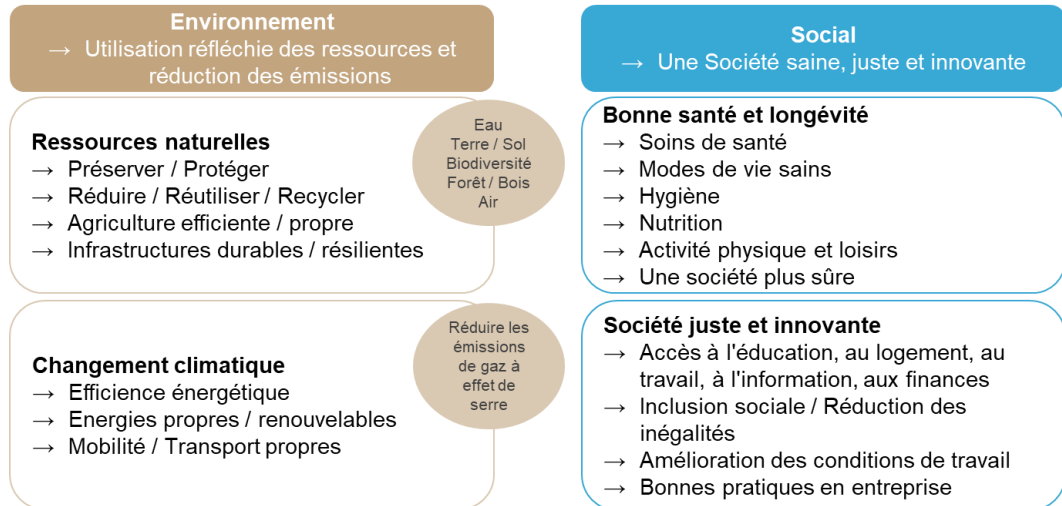 Environnement
→ Utilisation réfléchie des ressources et
réduction des émissions
Ressources naturelles
→ Préserver / Protéger
→ Réduire / Réutiliser / Recycler
→ Agriculture efficiente / propre
→ Infrastructures durables / résilientes
Eau
Terre / Sol
Biodiversité
Forêt / Bois
Air
Changement climatique
→ Efficience énergétique
→ Energies propres / renouvelables
→ Mobilité / Transport propres
Réduire les
émissions
de gaz à
effet de
serre
Social
→ Une Société saine, juste et innovante
Bonne santé et longévité
→ Soins de santé
→ Modes de vie sains
→ Hygiène
→ Nutrition
→ Activité physique et loisirs
→ Une société plus sûre
Société juste et innovante
→ Accès à l'éducation, au logement, au
travail, à l'information, aux finances
→ Inclusion sociale / Réduction des
inégalités
→ Amélioration des conditions de travail
→ Bonnes pratiques en entreprise